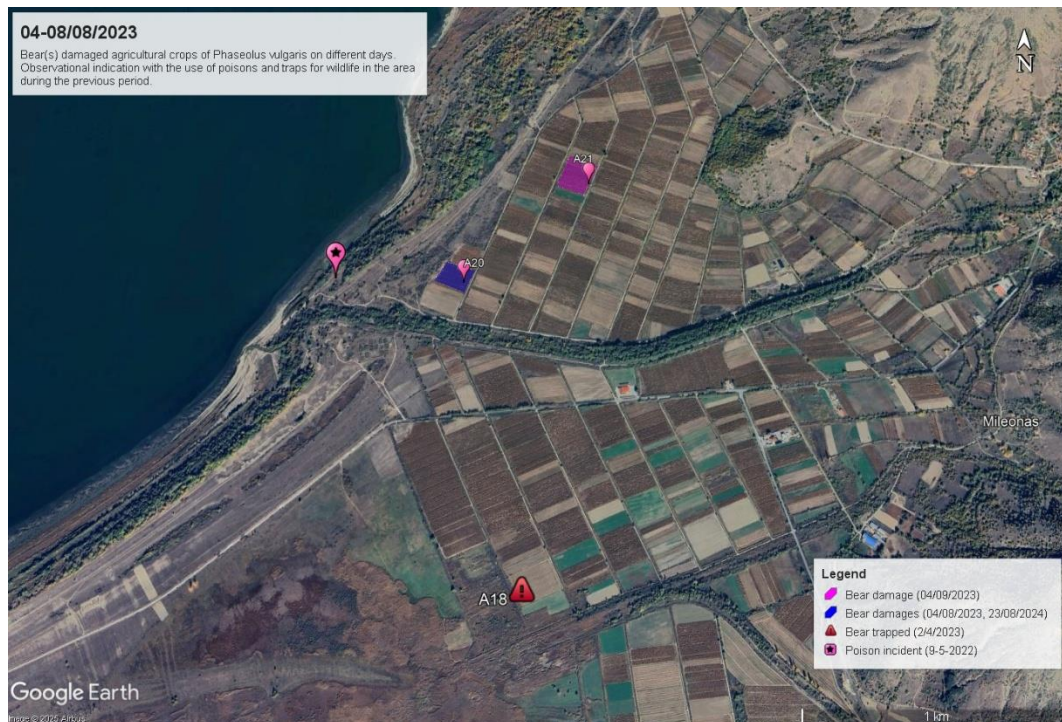 04-08/08/2023
Bear(s) damaged agricultural crops of Phaseolus vulgaris on different days.
Observational indication with the use of poisons and traps for wildlife in the area
during the previous period.
N
A21
A20
Mileonas
A18
Legend
Bear damage (04/09/2023)
Bear damages (04/08/2023, 23/08/2024)
Bear trapped (2/4/2023)
Poison incident (9-5-2022)
Google Earth
Image © 2025 Airbus
1 km